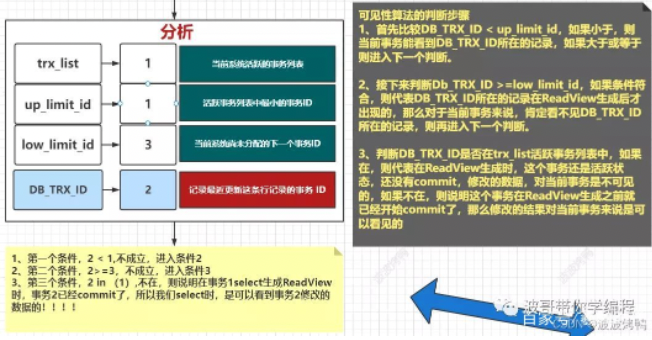 分析
trx_list
1
当前系统活跃的事务列表
up_limit_id
1
活跃事务列表中最小的事务ID
low_limit_id
3
当前系统尚未分配的下一个事务ID
DB_TRX_ID
2
记录最近更新这条行记录的事务 ID
1、第一个条件，2 < 1,不成立，进入条件2
2、第二个条件，2>=3，不成立，进入条件3
3、第三个条件，2 in （1）,不在，则说明在事务1select生成ReadView
时，事务2已经commit了，所以我们select时，是可以看到事务2修改的
数据的！！！！
可见性算法的判断步骤
1、首先比较DB_TRX_ID < up_limit_id，如果小于，则
当前事务能看到DB_TRX_ID所在的记录，如果大于或等于
则进入下一个判断。
2、接下来判断Db_TRX_ID >=low_limit_id，如果条件符
合，则代表DB_TRX_ID所在的记录在ReadView生成后才
出现的，那么对于当前事务来说，肯定看不见DB_TRX_ID
所在的记录，则再进入下一个判断。
3、判断DB_TRX_ID是否在trx_list活跃事务列表中，如果
在，则代表在ReadView生成时，这个事务还是活跃状
态，还没有commit，修改的数据，对当前事务是不可见
的，如果不在，则说明这个事务在ReadView生成之前就
已经开始commit了，那么修改的结果对当前事务来说是可
以看见的
波哥带你学编程
百家号
CSDN @波波烤鸭